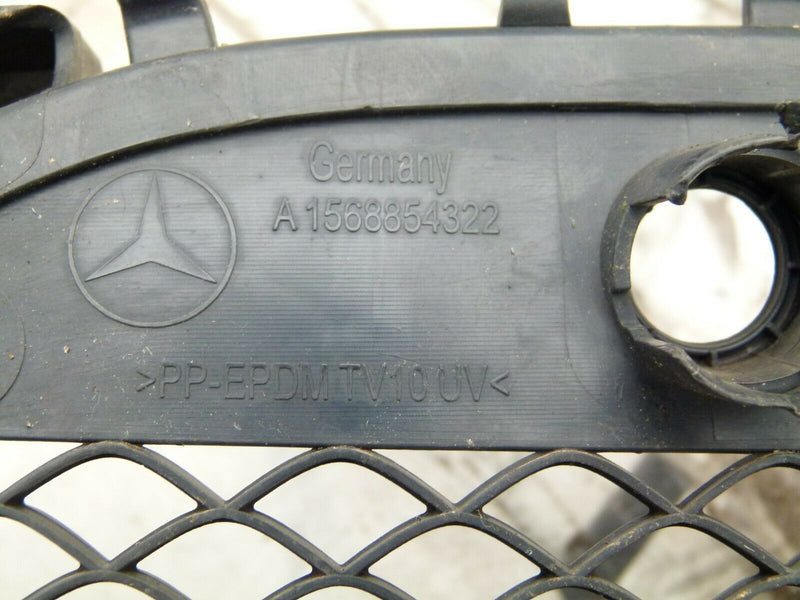 Germany
A 1568854322
>PP-EPDM TV10 UV<